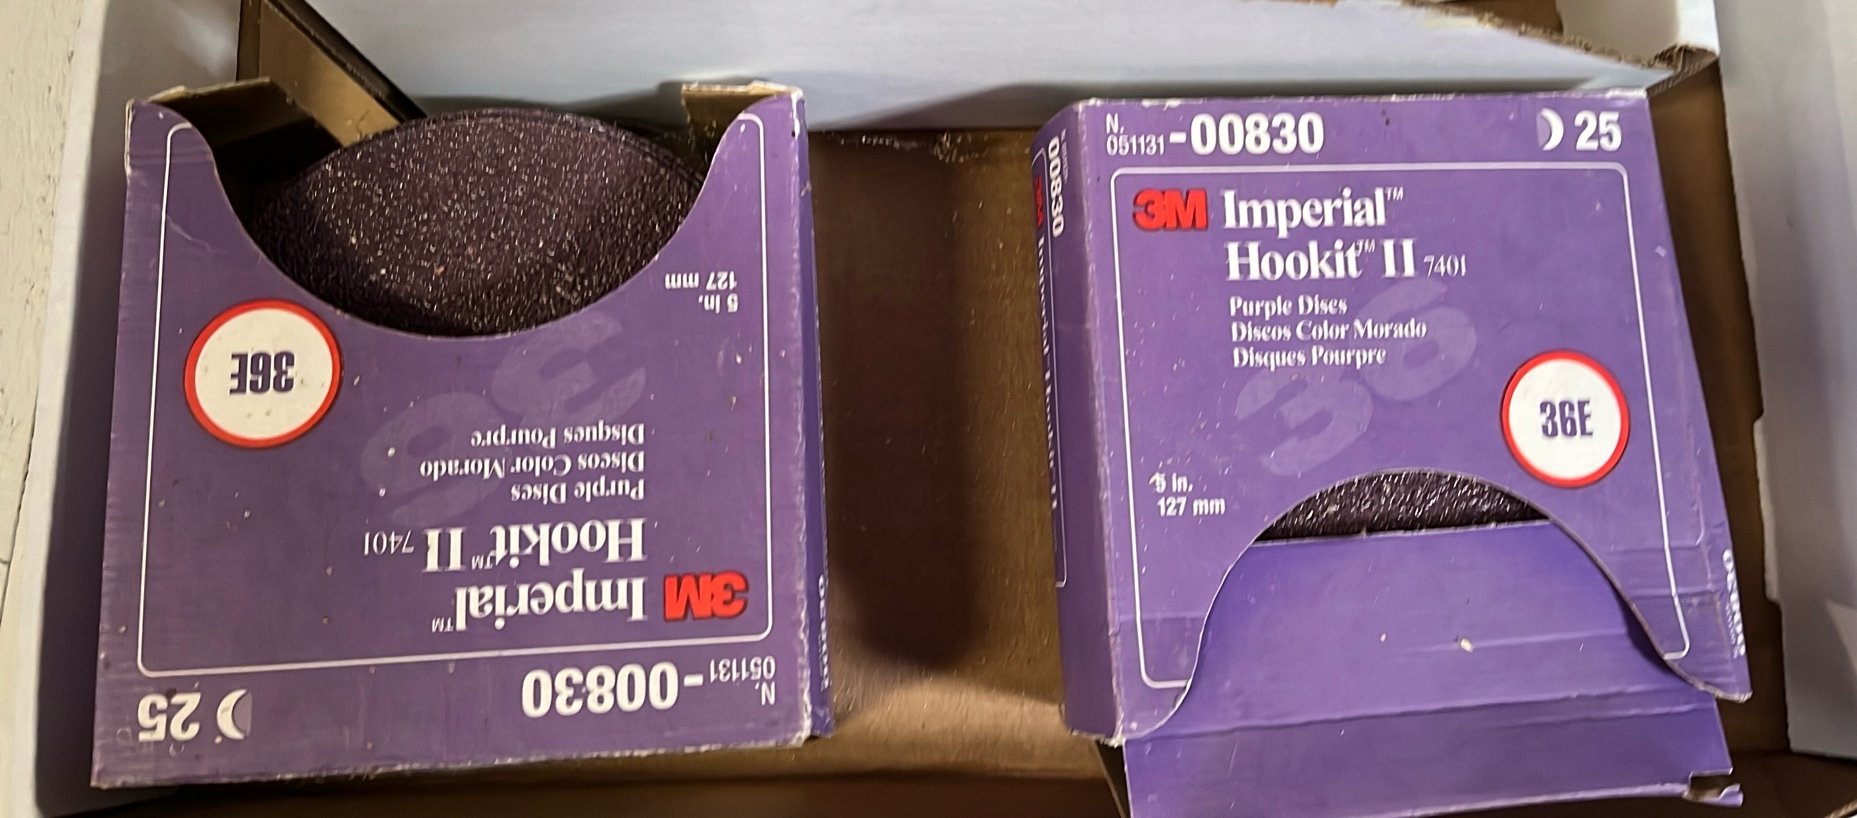 N.
051131-00830
25
3M Imperial™
Hookit™ II 7401
Purple Discs
Discos Color Morado
Disques Pourpre
36
36E
5 in.
127 mm
N.
051131-00830
25
3M Imperial™
Hookit™ II 7401
Purple Discs
Discos Color Morado
Disques Pourpre
36
36E
5 in.
127 mm
00830